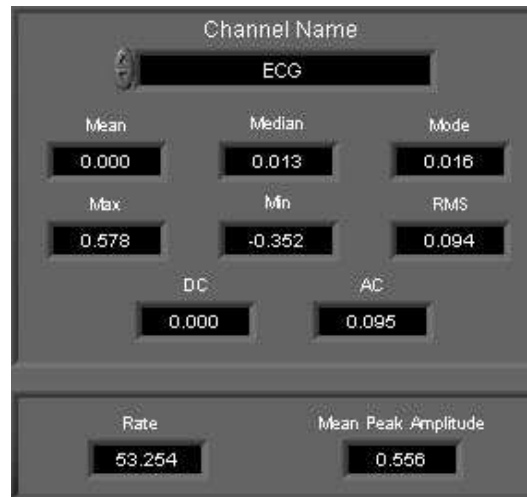 Channel Name
ECG
Mean Median Mode
0.000 0.013 0.016
Max Min RMS
0.578 -0.352 0.094
DC AC
0.000 0.095
Rate Mean Peak Amplitude
53.254 0.556